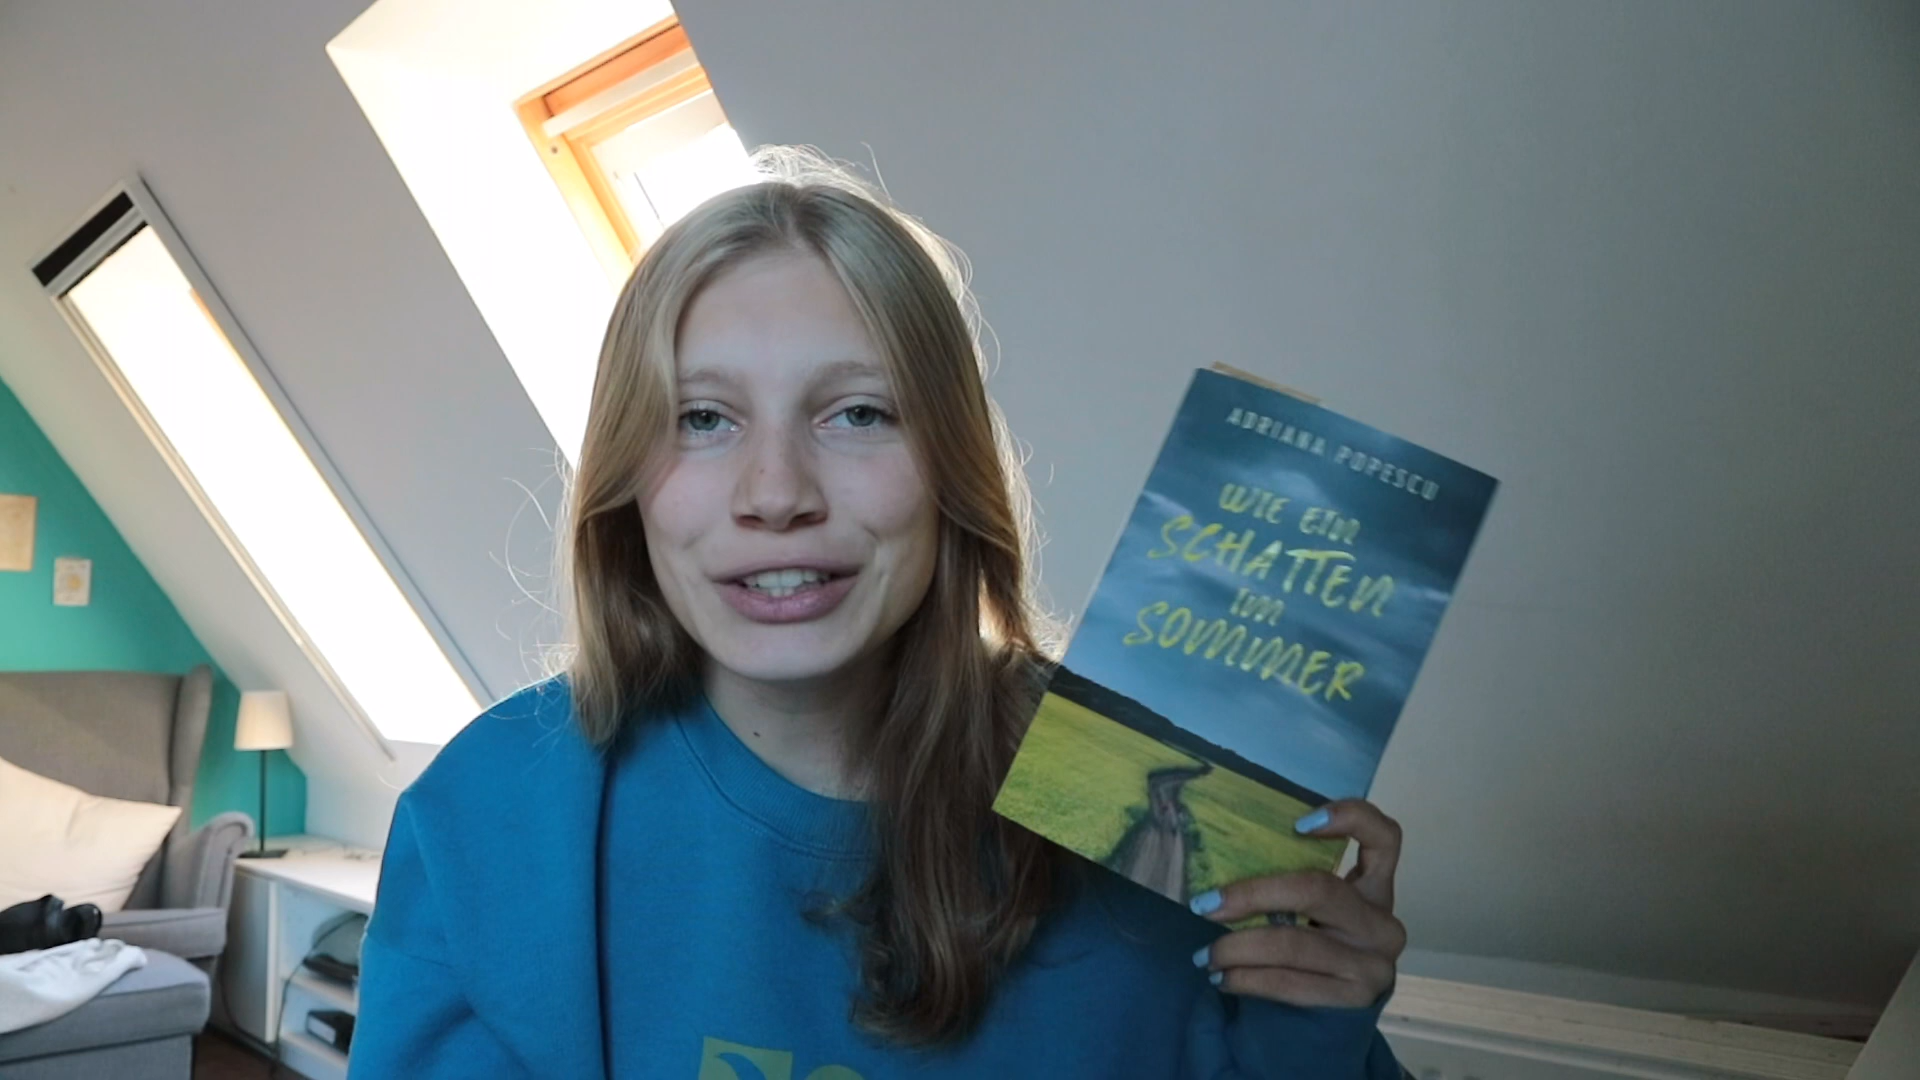 ADRIANA POPESCU
WIE EIN
SCHATTEN
IM
SOMMER